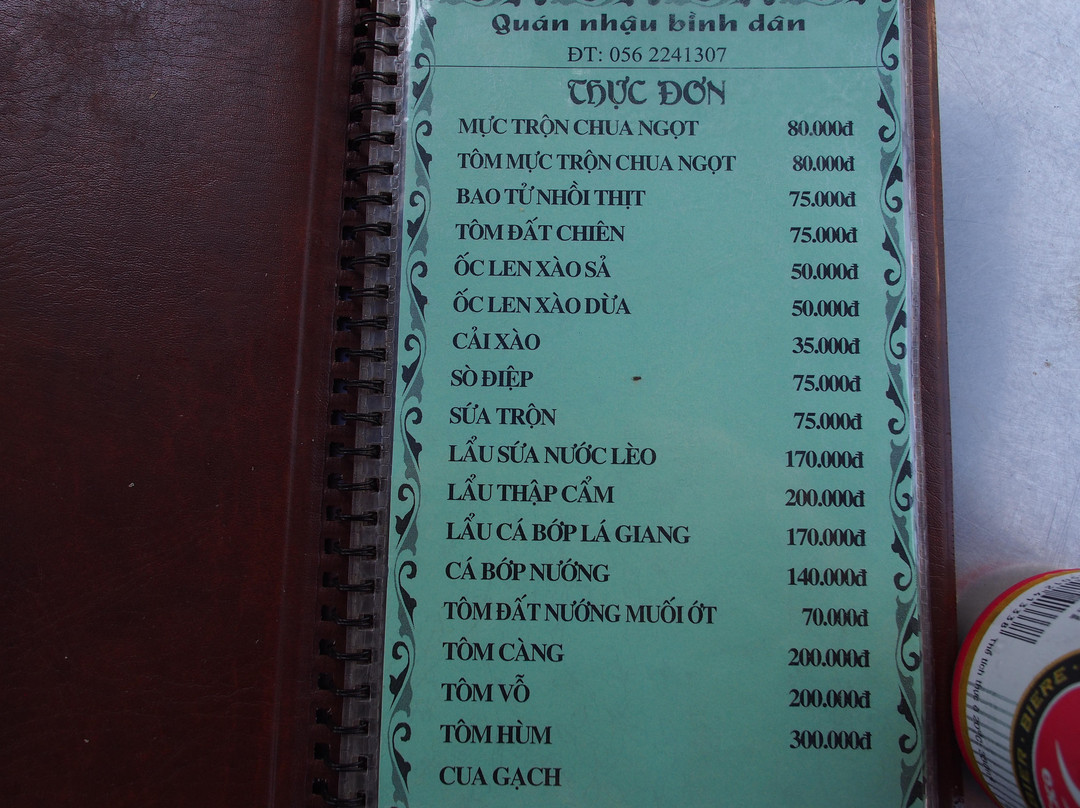 Quán nhậu bình dân
ĐT: 056 2241307
THỰC ĐƠN
MỰC TRỘN CHUA NGỌT 80.000đ
TÔM MỰC TRỘN CHUA NGỌT 80.000đ
BAO TỬ NHỒI THỊT 75.000đ
TÔM ĐẤT CHIÊN 75.000đ
ỐC LEN XÀO SẢ 50.000đ
ỐC LEN XÀO DỪA 50.000đ
CẢI XÀO 35.000đ
SÒ ĐIỆP 75.000đ
SỨA TRỘN 75.000đ
LẨU SỨA NƯỚC LÈO 170.000đ
LẨU THẬP CẨM 200.000đ
LẨU CÁ BỚP LÁ GIANG 170.000đ
CÁ BỚP NƯỚNG 140.000đ
TÔM ĐẤT NƯỚNG MUỐI ỚT 70.000đ
TÔM CÀNG 200.000đ
TÔM VỖ 200.000đ
TÔM HÙM 300.000đ
CUA GẠCH
BIERE